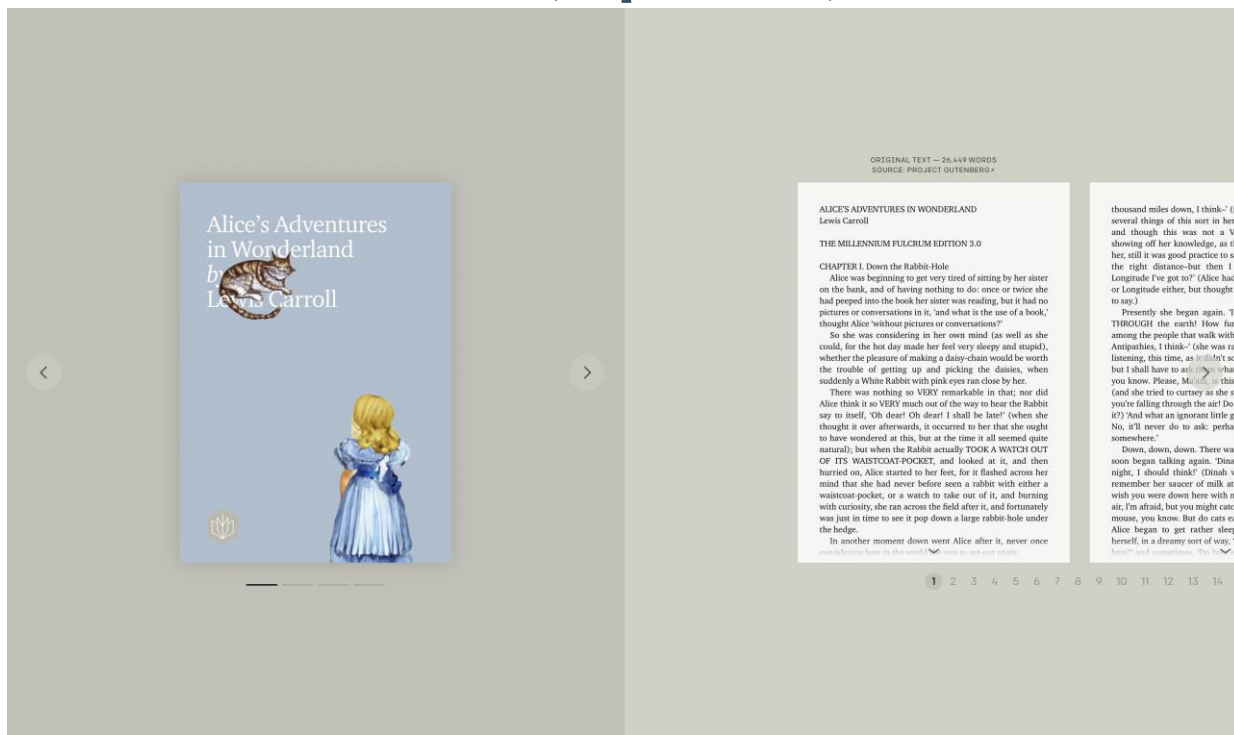 Alice's Adventures
in Wonderland
by
Lewis Carroll
ORIGINAL TEXT — 26,449 WORDS
SOURCE: PROJECT GUTENBERG↗
ALICE'S ADVENTURES IN WONDERLAND
Lewis Carroll
THE MILLENNIUM FULCRUM EDITION 3.0
CHAPTER I. Down the Rabbit-Hole
Alice was beginning to get very tired of sitting by her sister
on the bank, and of having nothing to do: once or twice she
had peeped into the book her sister was reading, but it had no
pictures or conversations in it, 'and what is the use of a book,'
thought Alice 'without pictures or conversations?'
So she was considering in her own mind (as well as she
could, for the hot day made her feel very sleepy and stupid),
whether the pleasure of making a daisy-chain would be worth
the trouble of getting up and picking the daisies, when
suddenly a White Rabbit with pink eyes ran close by her.
There was nothing so VERY remarkable in that; nor did
Alice think it so VERY much out of the way to hear the Rabbit
say to itself, 'Oh dear! Oh dear! I shall be late!' (when she
thought it over afterwards, it occurred to her that she ought
to have wondered at this, but at the time it all seemed quite
natural); but when the Rabbit actually TOOK A WATCH OUT
OF ITS WAISTCOAT-POCKET, and looked at it, and then
hurried on, Alice started to her feet, for it flashed across her
mind that she had never before seen a rabbit with either a
waistcoat-pocket, or a watch to take out of it, and burning
with curiosity, she ran across the field after it, and fortunately
was just in time to see it pop down a large rabbit-hole under
the hedge.
In another moment down went Alice after it, never once
considering how in the world she was to get out again.
thousand miles down, I think–'
several things of this sort in her
and though this was not a
showing off her knowledge, as
her, still it was good practice to
the right distance–but then I
Longitude I've got to?' (Alice had
or Longitude either, but thought
to say.)
Presently she began again. 'I
THROUGH the earth! How
among the people that walk with
Antipathies, I think–' (she was
listening, this time, as it didn't
but I shall have to ask them what
you know. Please, Ma'am, is this
(and she tried to curtsey as she
you're falling through the air! Do
it?) 'And what an ignorant little
No, it'll never do to ask:
somewhere.'
Down, down, down. There
soon began talking again.
night, I should think!' (Dinah
remember her saucer of milk at
wish you were down here with
air, I'm afraid, but you might
mouse, you know. But do cats
Alice began to get rather
herself, in a dreamy sort of way,
bats?' and sometimes, 'Do
1 2 3 4 5 6 7 8 9 10 11 12 13 14